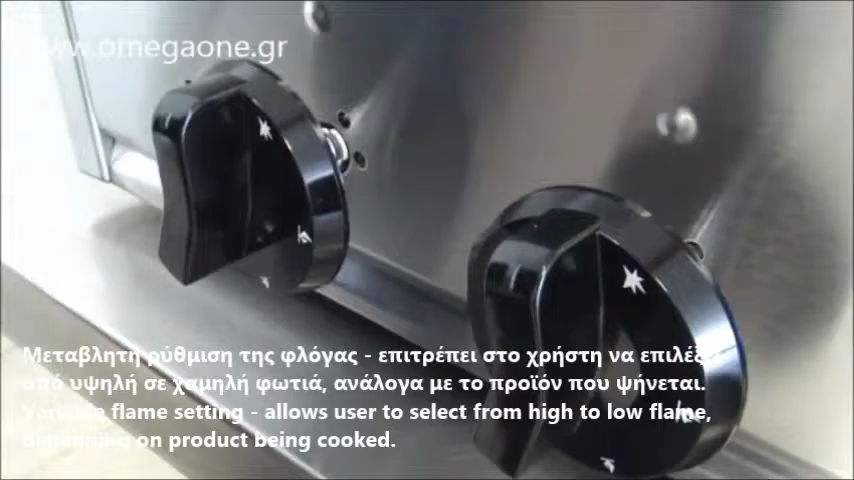 www.omegaone.gr
Μεταβλητή ρύθμιση της φλόγας - επιτρέπει στο χρήστη να επιλέξει
από υψηλή σε χαμηλή φωτιά, ανάλογα με το προϊόν που ψήνεται.
Variable flame setting - allows user to select from high to low flame,
depending on product being cooked.